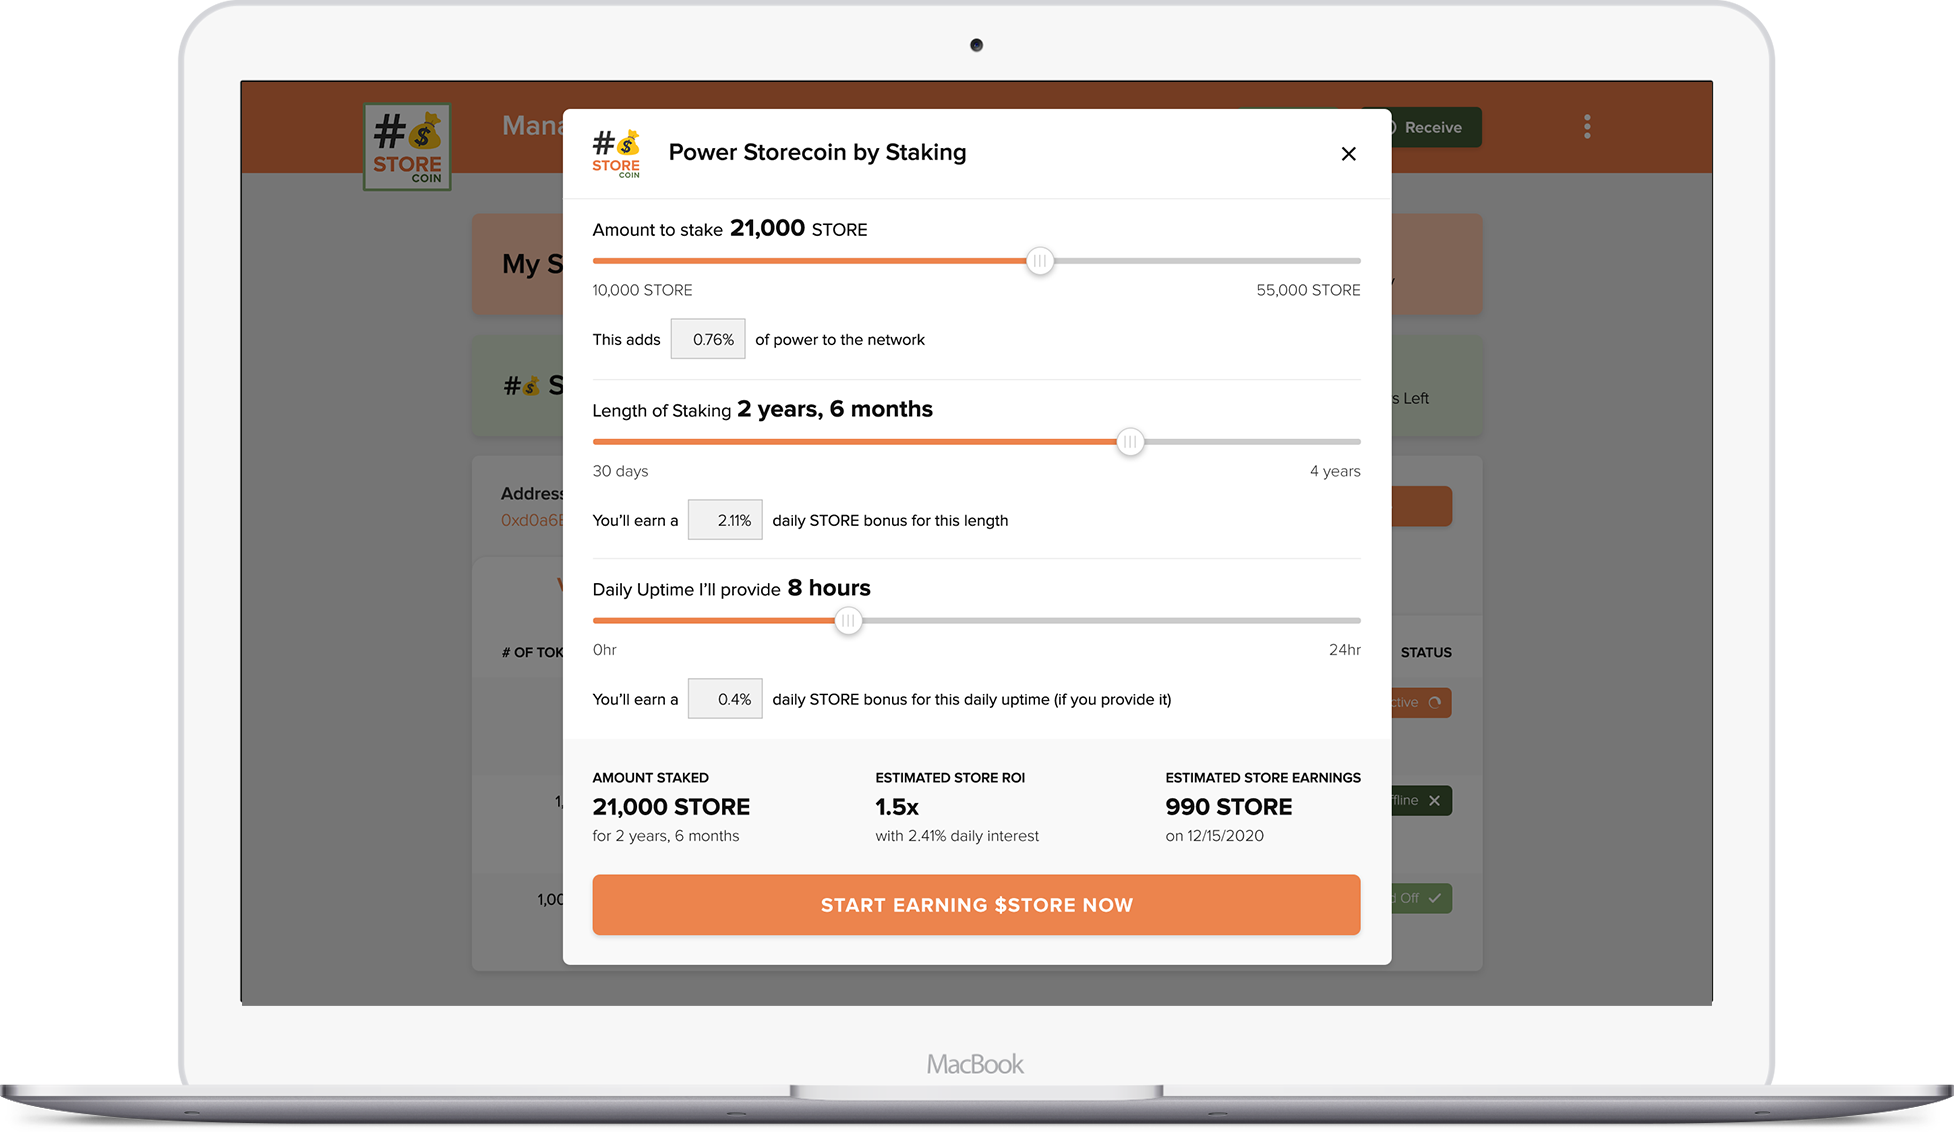 #
STORE
COIN
Mana
Receive
#
STORE
COIN
Power Storecoin by Staking
My S
Amount to stake 21,000 STORE
10,000 STORE
55,000 STORE
This adds 0.76% of power to the network
#
S
s Left
Length of Staking 2 years, 6 months
30 days
4 years
Address
0xd0a6
You'll earn a 2.11% daily STORE bonus for this length
Daily Uptime I'll provide 8 hours
0hr
24hr
# OF TOK
STATUS
You'll earn a 0.4% daily STORE bonus for this daily uptime (if you provide it)
ctive
AMOUNT STAKED
21,000 STORE
for 2 years, 6 months
ESTIMATED STORE ROI
1.5x
with 2.41% daily interest
ESTIMATED STORE EARNINGS
990 STORE
on 12/15/2020
1,
ffline
1,00
d Off
START EARNING $STORE NOW
MacBook